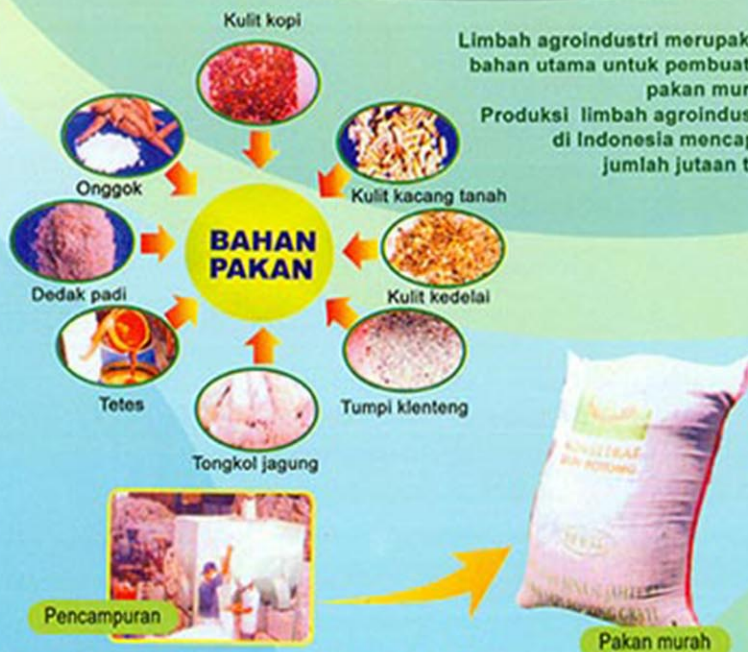 Kulit kopi
Limbah agroindustri merupak
bahan utama untuk pembuat
pakan mur
Produksi limbah agroindus
di Indonesia mencap
jumlah jutaan t
Onggok
Kulit kacang tanah
BAHAN
PAKAN
Dedak padi
Kulit kedelai
Tetes
Tumpi klenteng
Tongkol jagung
Pencampuran
Pakan murah